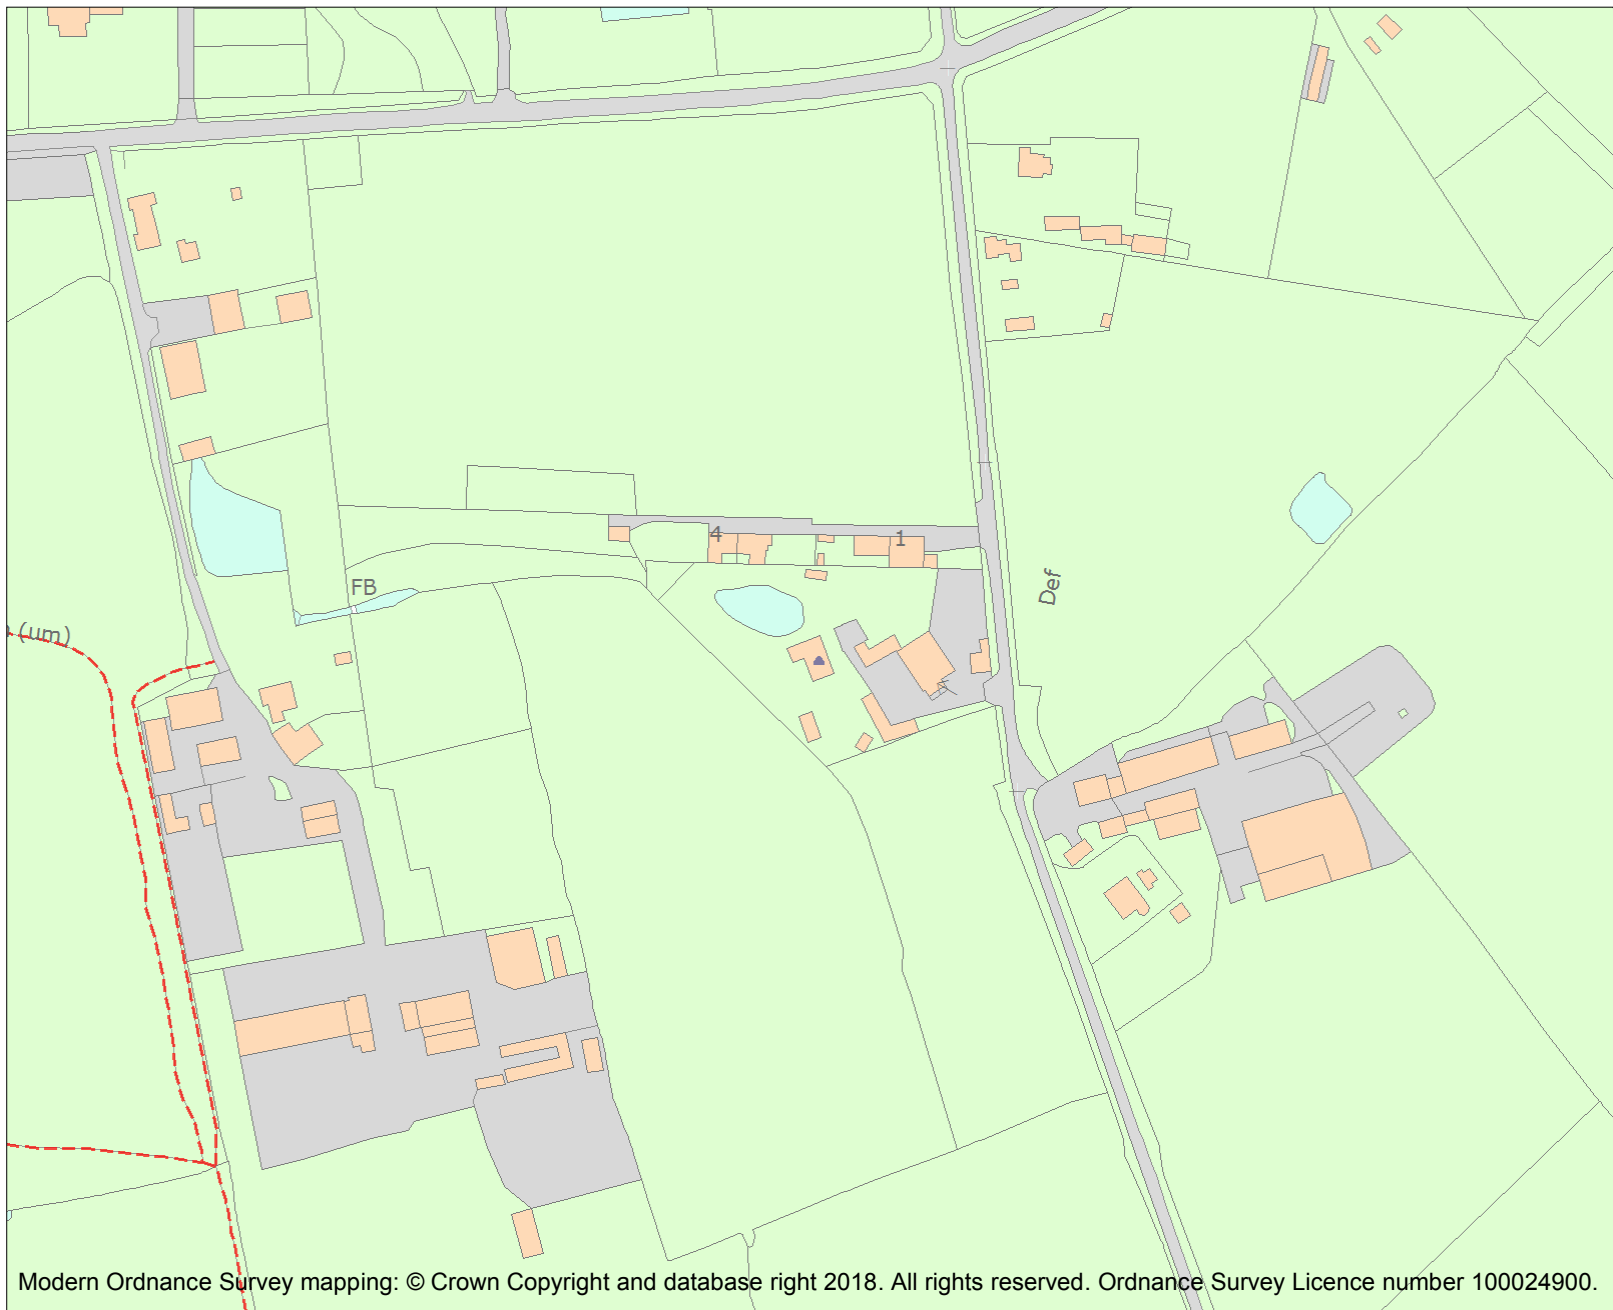 4
1
FB
Def
(um)
Modern Ordnance Survey mapping: © Crown Copyright and database right 2018. All rights reserved. Ordnance Survey Licence number 100024900.